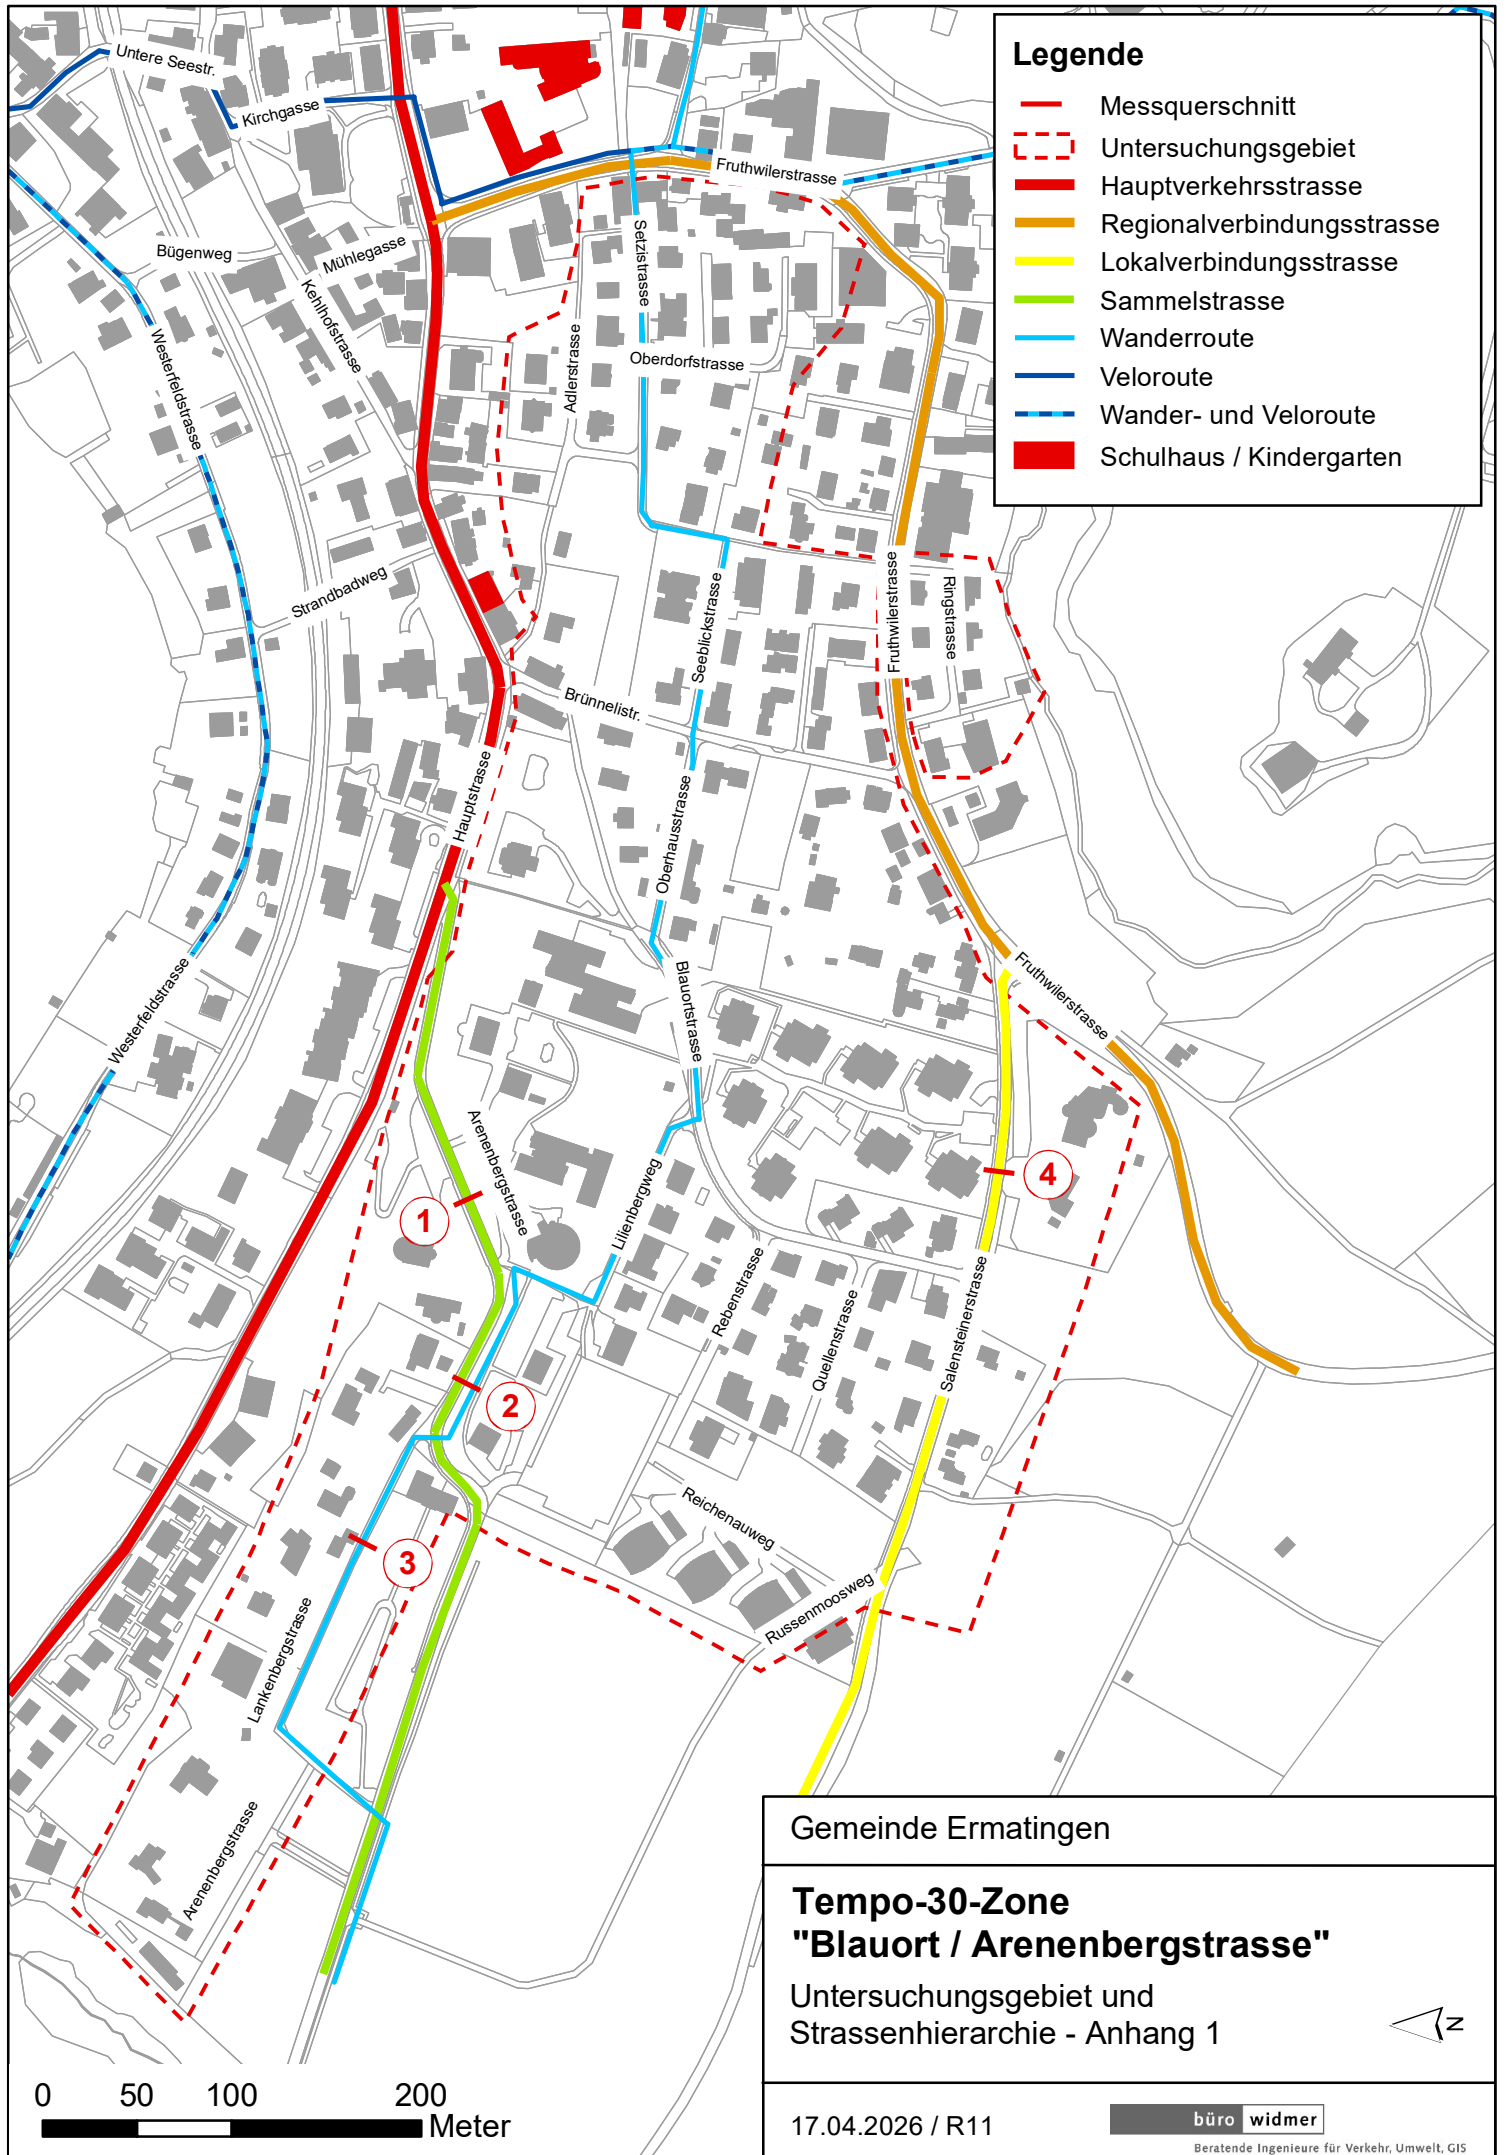 Legende
Messquerschnitt
Untersuchungsgebiet
Hauptverkehrsstrasse
Regionalverbindungsstrasse
Lokalverbindungsstrasse
Sammelstrasse
Wanderroute
Veloroute
Wander- und Veloroute
Schulhaus / Kindergarten
Untere Seestr.
Kirchgasse
Fruthwilerstrasse
Bügenweg
Mühlegasse
Setzistrasse
Kehlhofstrasse
Westerfeldstrasse
Adlerstrasse
Oberdorfstrasse
Strandbadweg
Fruthwilerstrasse
Ringstrasse
Seeblickstrasse
Brünnelistr.
Hauptstrasse
Oberhausstrasse
Westerfeldstrasse
Blauortstrasse
Fruthwilerstrasse
Arenenbergstrasse
Lilienbergweg
1
4
Rebenstrasse
Quellenstrasse
Salensteinerstrasse
2
Reichenauweg
3
Russenmoosweg
Lankenbergstrasse
Arenenbergstrasse
Gemeinde Ermatingen
Tempo-30-Zone
"Blauort / Arenenbergstrasse"
Untersuchungsgebiet und
Strassenhierarchie - Anhang 1
N
0 50 100 200
Meter
17.04.2026 / R11
büro widmer
Beratende Ingenieure für Verkehr, Umwelt, GIS